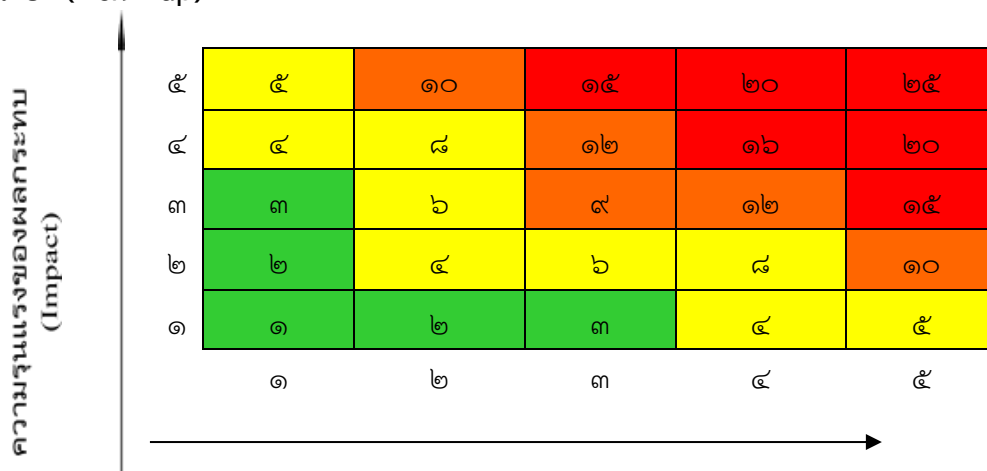 ความรุนแรงของผลกระทบ
(Impact)
๕ ๕ ๑๐ ๑๕ ๒๐ ๒๕
๔ ๔ ๘ ๑๒ ๑๖ ๒๐
๓ ๓ ๖ ๙ ๑๒ ๑๕
๒ ๒ ๔ ๖ ๘ ๑๐
๑ ๑ ๒ ๓ ๔ ๕
๑ ๒ ๓ ๔ ๕